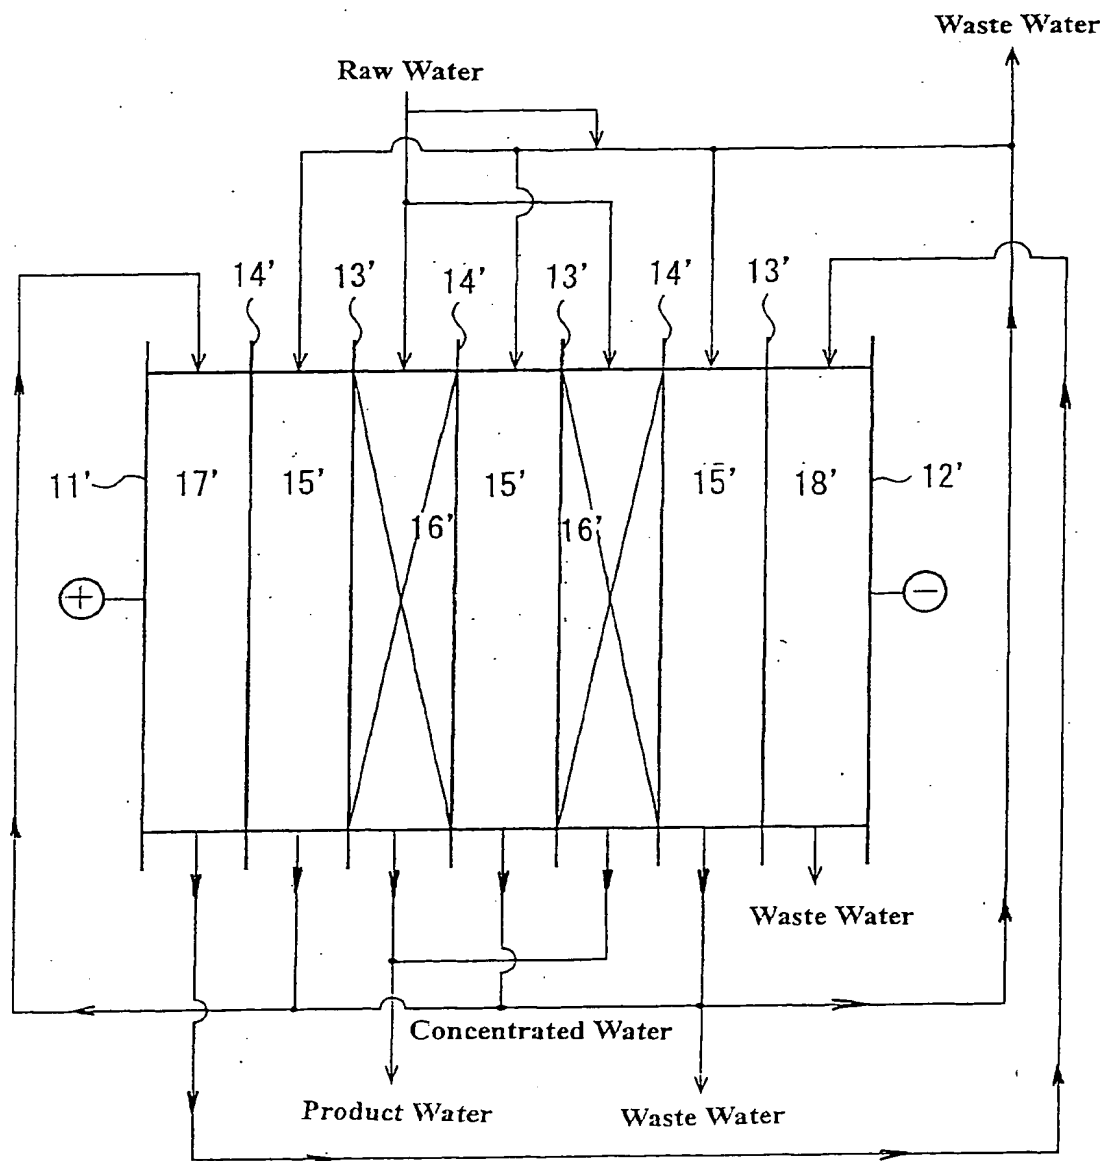 Waste Water
Raw Water
14' 13' 14' 13' 14' 13'
11' 17' 15' 15' 15' 18' 12'
16' 16'
+ −
Waste Water
Concentrated Water
Product Water Waste Water